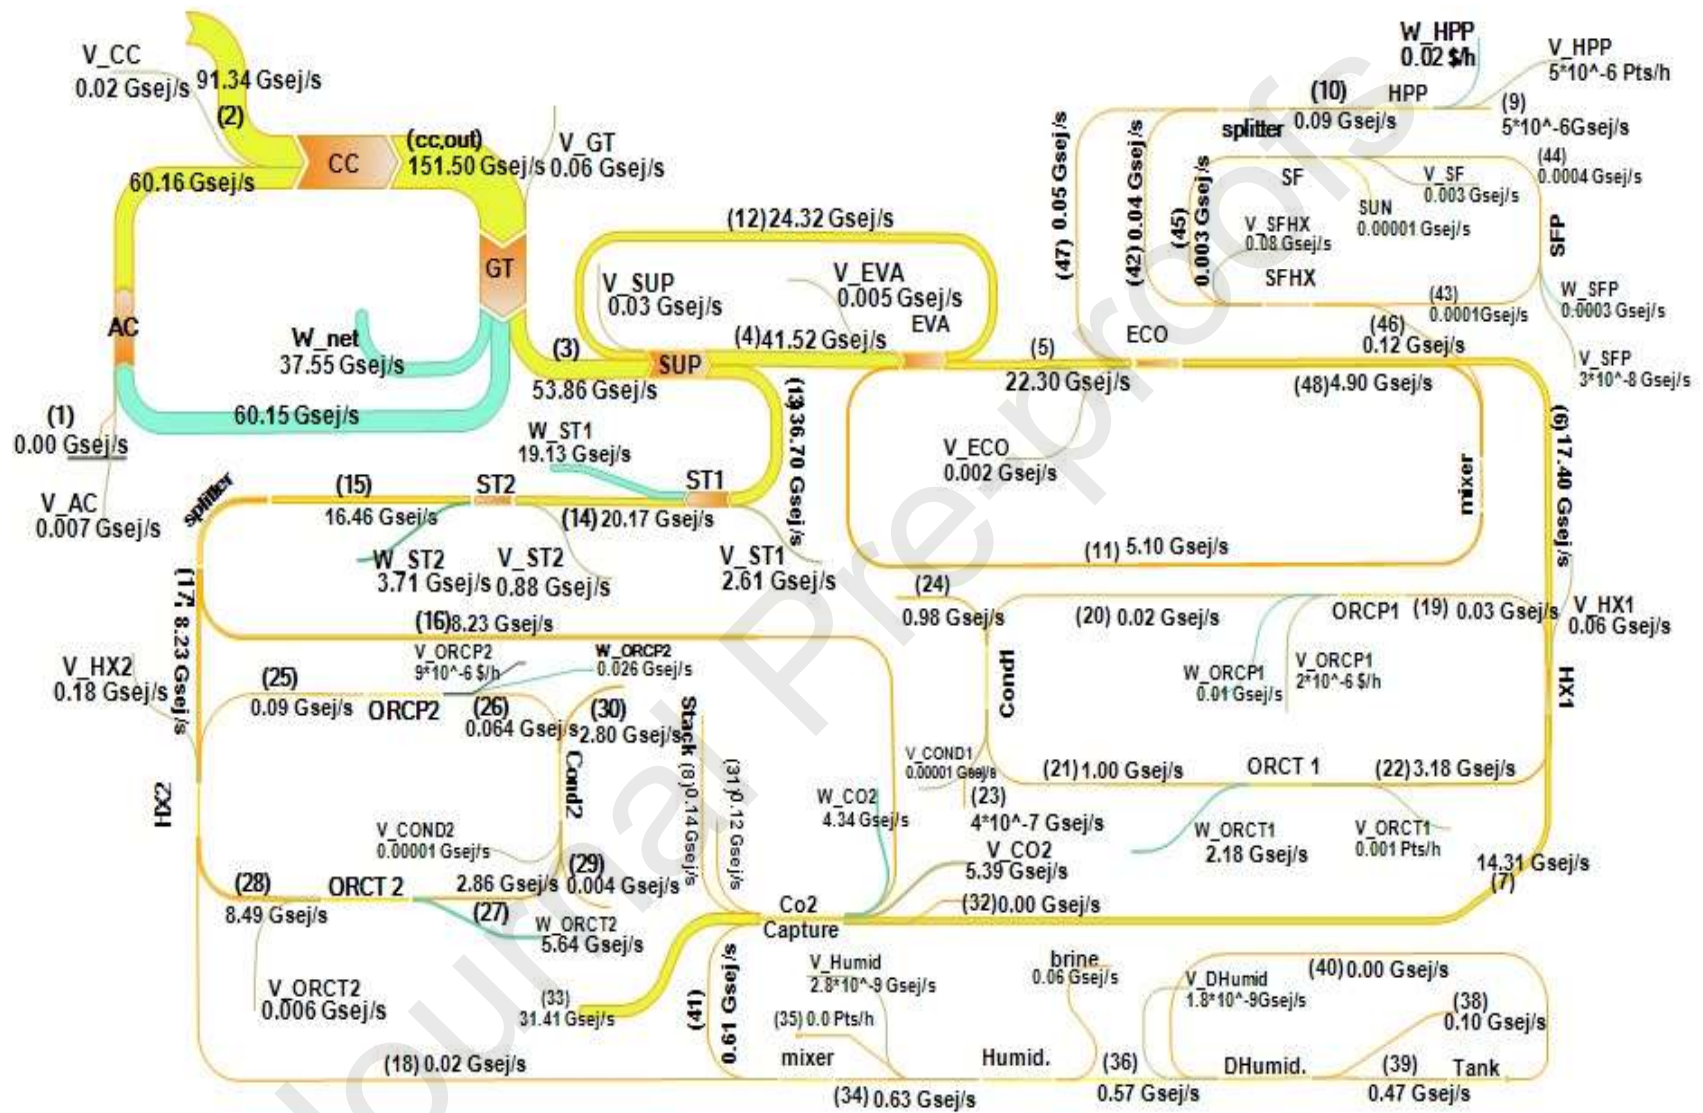 V_CC
0.02 Gsej/s
91.34 Gsej/s
(2)
CC
(cc,out)
151.50 Gsej/s
V_GT
0.06 Gsej/s
60.16 Gsej/s
GT
AC
W_net
37.55 Gsej/s
60.15 Gsej/s
(1)
0.00 Gsej/s
V_AC
0.007 Gsej/s
(3)
53.86 Gsej/s
SUP
V_SUP
0.03 Gsej/s
(12) 24.32 Gsej/s
V_EVA
0.005 Gsej/s
EVA
(4) 41.52 Gsej/s
(5)
22.30 Gsej/s
ECO
V_ECO
0.002 Gsej/s
(47) 0.05 Gsej/s
(42) 0.04 Gsej/s
(45)
0.003 Gsej/s
W_HPP
0.02 $/h
V_HPP
5*10^-6 Pts/h
(10)
HPP
(9)
0.09 Gsej/s
5*10^-6Gsej/s
splitter
SF
V_SF
0.003 Gsej/s
(44)
0.0004 Gsej/s
SUN
0.00001 Gsej/s
V_SFHX
0.08 Gsej/s
SFHX
SFP
W_SFP
0.0003 Gsej/s
(43)
0.0001Gsej/s
(46)
0.12 Gsej/s
V_SFP
3*10^-8 Gsej/s
(48) 4.90 Gsej/s
(6) 17.40 Gsej/s
mixer
(11) 5.10 Gsej/s
(13) 36.70 Gsej/s
W_ST1
19.13 Gsej/s
ST1
ST2
(15)
16.46 Gsej/s
(14) 20.17 Gsej/s
splitter
W_ST2
3.71 Gsej/s
V_ST2
0.88 Gsej/s
V_ST1
2.61 Gsej/s
(17) 8.23 Gsej/s
(16) 8.23 Gsej/s
(24)
0.98 Gsej/s
(20) 0.02 Gsej/s
ORCP1
(19) 0.03 Gsej/s
V_HX1
0.06 Gsej/s
HX1
W_ORCP1
0.01 Gsej/s
V_ORCP1
2*10^-6 $/h
Cond1
V_COND1
0.00001 Gsej/s
(21) 1.00 Gsej/s
ORCT 1
(22) 3.18 Gsej/s
(23)
4*10^-7 Gsej/s
W_ORCT1
2.18 Gsej/s
V_ORCT1
0.001 Pts/h
14.31 Gsej/s
(7)
V_HX2
0.18 Gsej/s
HX2
V_ORCP2
9*10^-6 $/h
W_ORCP2
0.026 Gsej/s
(25)
0.09 Gsej/s
ORCP2
(26)
0.064 Gsej/s
(30)
2.80 Gsej/s
Cond2
V_COND2
0.00001 Gsej/s
(29)
0.004 Gsej/s
(28)
8.49 Gsej/s
ORCT 2
2.86 Gsej/s
(27)
W_ORCT2
5.64 Gsej/s
V_ORCT2
0.006 Gsej/s
Stack (8) 0.14 Gsej/s
(31) 0.12 Gsej/s
W_CO2
4.34 Gsej/s
V_CO2
5.39 Gsej/s
(32) 0.00 Gsej/s
Co2
Capture
(33)
31.41 Gsej/s
(41)
0.61 Gsej/s
V_Humid
2.8*10^-9 Gsej/s
(35) 0.0 Pts/h
mixer
Humid.
brine
0.06 Gsej/s
(18) 0.02 Gsej/s
(34) 0.63 Gsej/s
(36)
0.57 Gsej/s
V_DHumid
1.8*10^-9Gsej/s
(40) 0.00 Gsej/s
(38)
0.10 Gsej/s
DHumid.
(39)
0.47 Gsej/s
Tank
Journal Pre-proofs